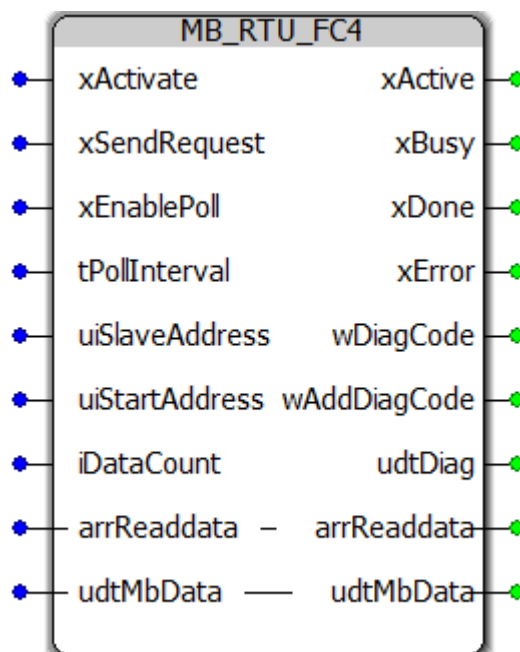 MB_RTU_FC4
xActivate xActive
xSendRequest xBusy
xEnablePoll xDone
tPollInterval xError
uiSlaveAddress wDiagCode
uiStartAddress wAddDiagCode
iDataCount udtDiag
arrReaddata arrReaddata
udtMbData udtMbData